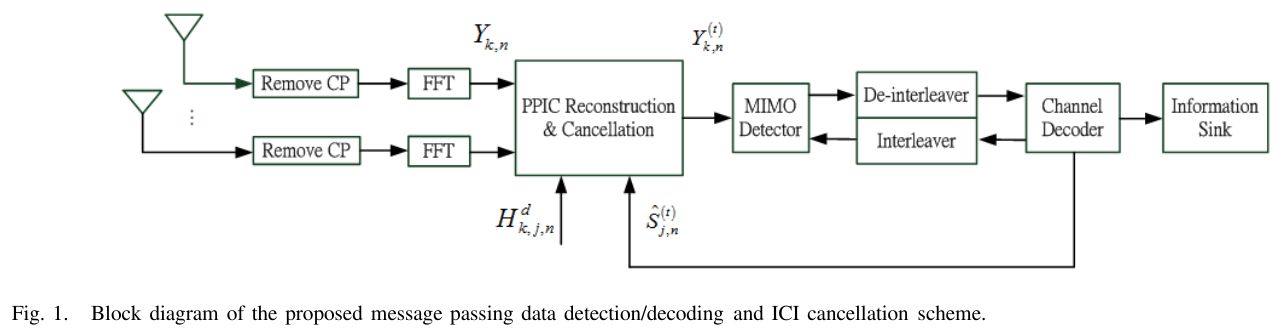 Y_{k,n}
Y_{k,n}^{(t)}
Remove CP
FFT
Remove CP
FFT
⋮
PPIC Reconstruction
& Cancellation
MIMO
Detector
De-interleaver
Interleaver
Channel
Decoder
Information
Sink
H_{k,j,n}^{d}
Ŝ_{j,n}^{(t)}
Fig. 1. Block diagram of the proposed message passing data detection/decoding and ICI cancellation scheme.